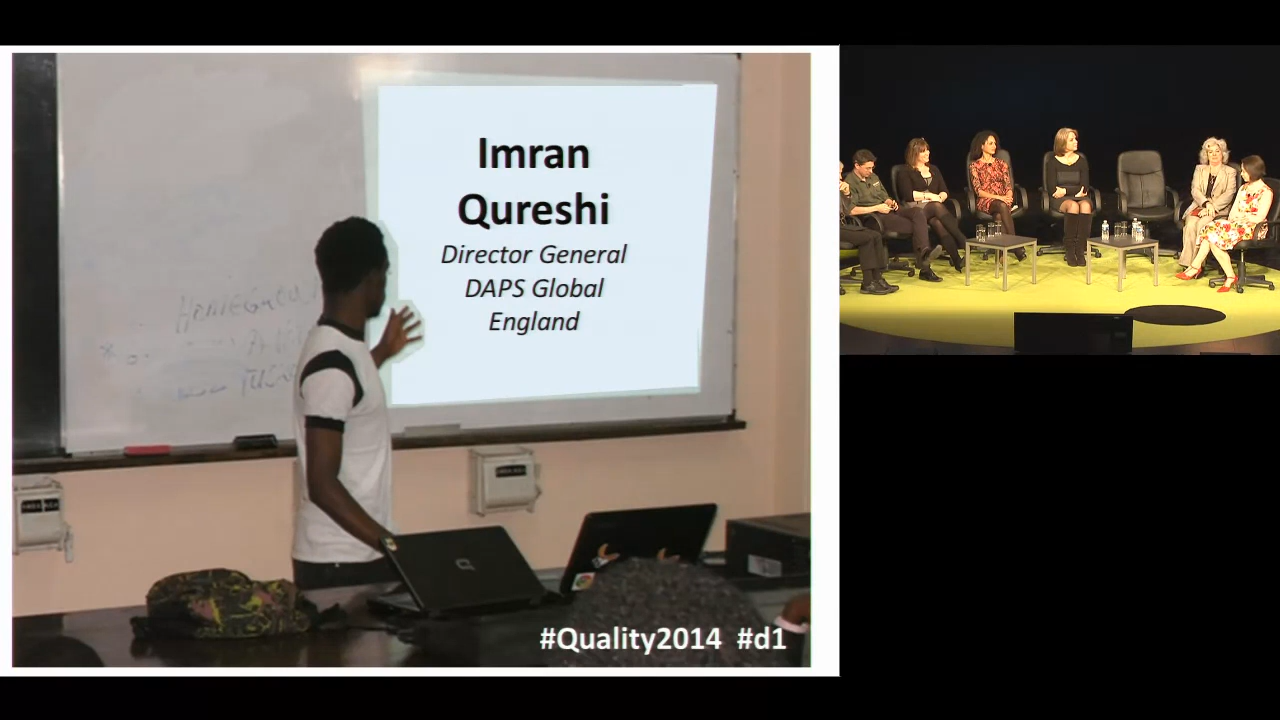 Imran
Qureshi
Director General
DAPS Global
England
#Quality2014 #d1